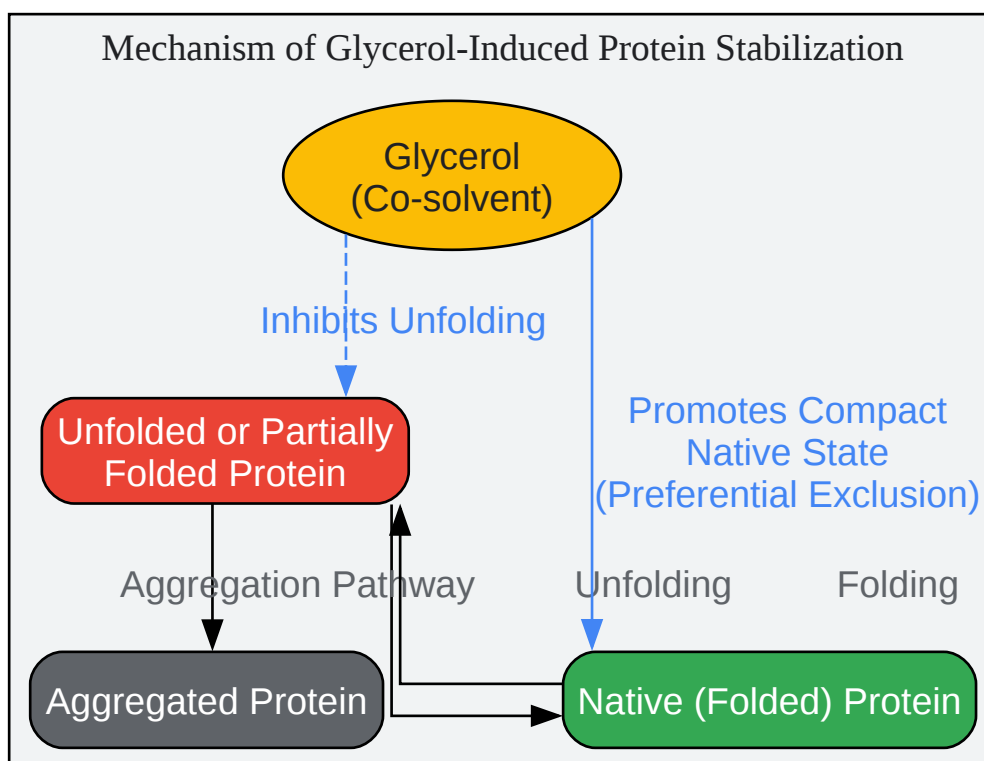 Mechanism of Glycerol-Induced Protein Stabilization
Glycerol
(Co-solvent)
Inhibits Unfolding
Unfolded or Partially
Folded Protein
Promotes Compact
Native State
(Preferential Exclusion)
Aggregation Pathway
Unfolding
Folding
Aggregated Protein
Native (Folded) Protein